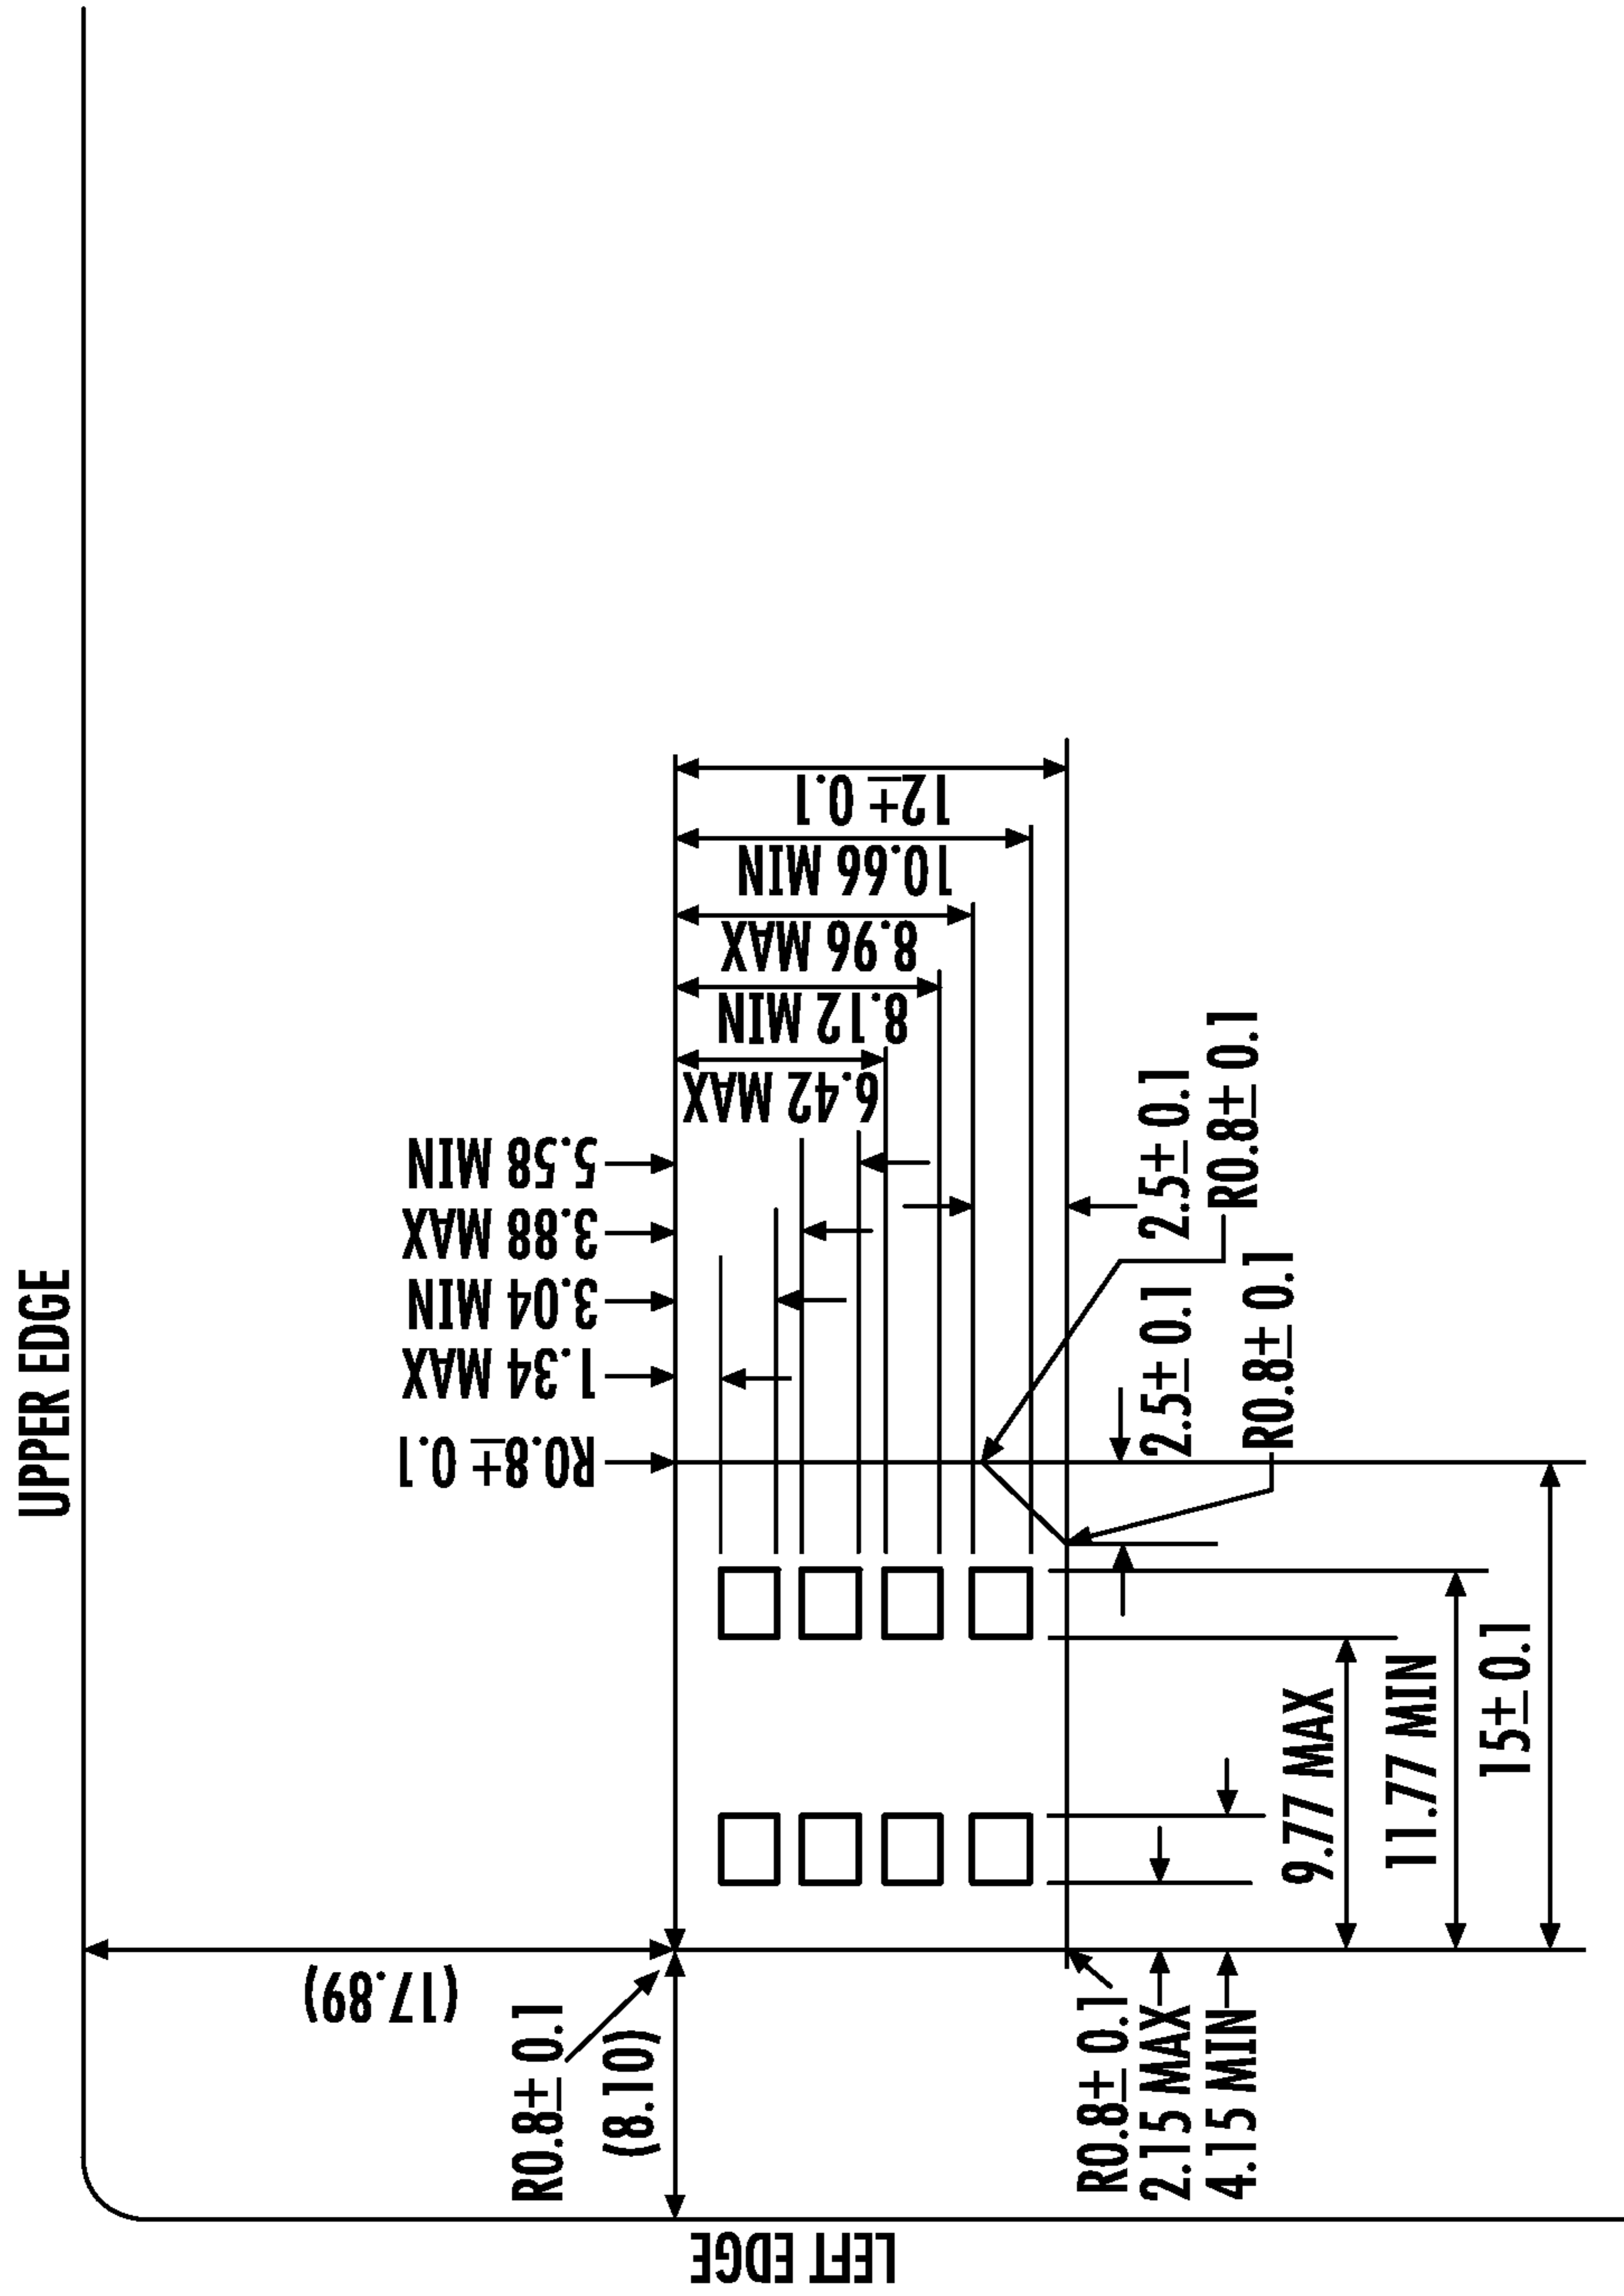 UPPER EDGE
LEFT EDGE
(17.89)
R0.8± 0.1
(8.10)
R0.8± 0.1
1.34 MAX
3.04 MIN
3.88 MAX
5.58 MIN
6.42 MAX
8.12 MIN
8.96 MAX
10.66 MIN
12± 0.1
2.5± 0.1
R0.8± 0.1
2.5± 0.1
R0.8± 0.1
R0.8± 0.1
2.15 MAX
4.15 MIN
9.77 MAX
11.77 MIN
15± 0.1